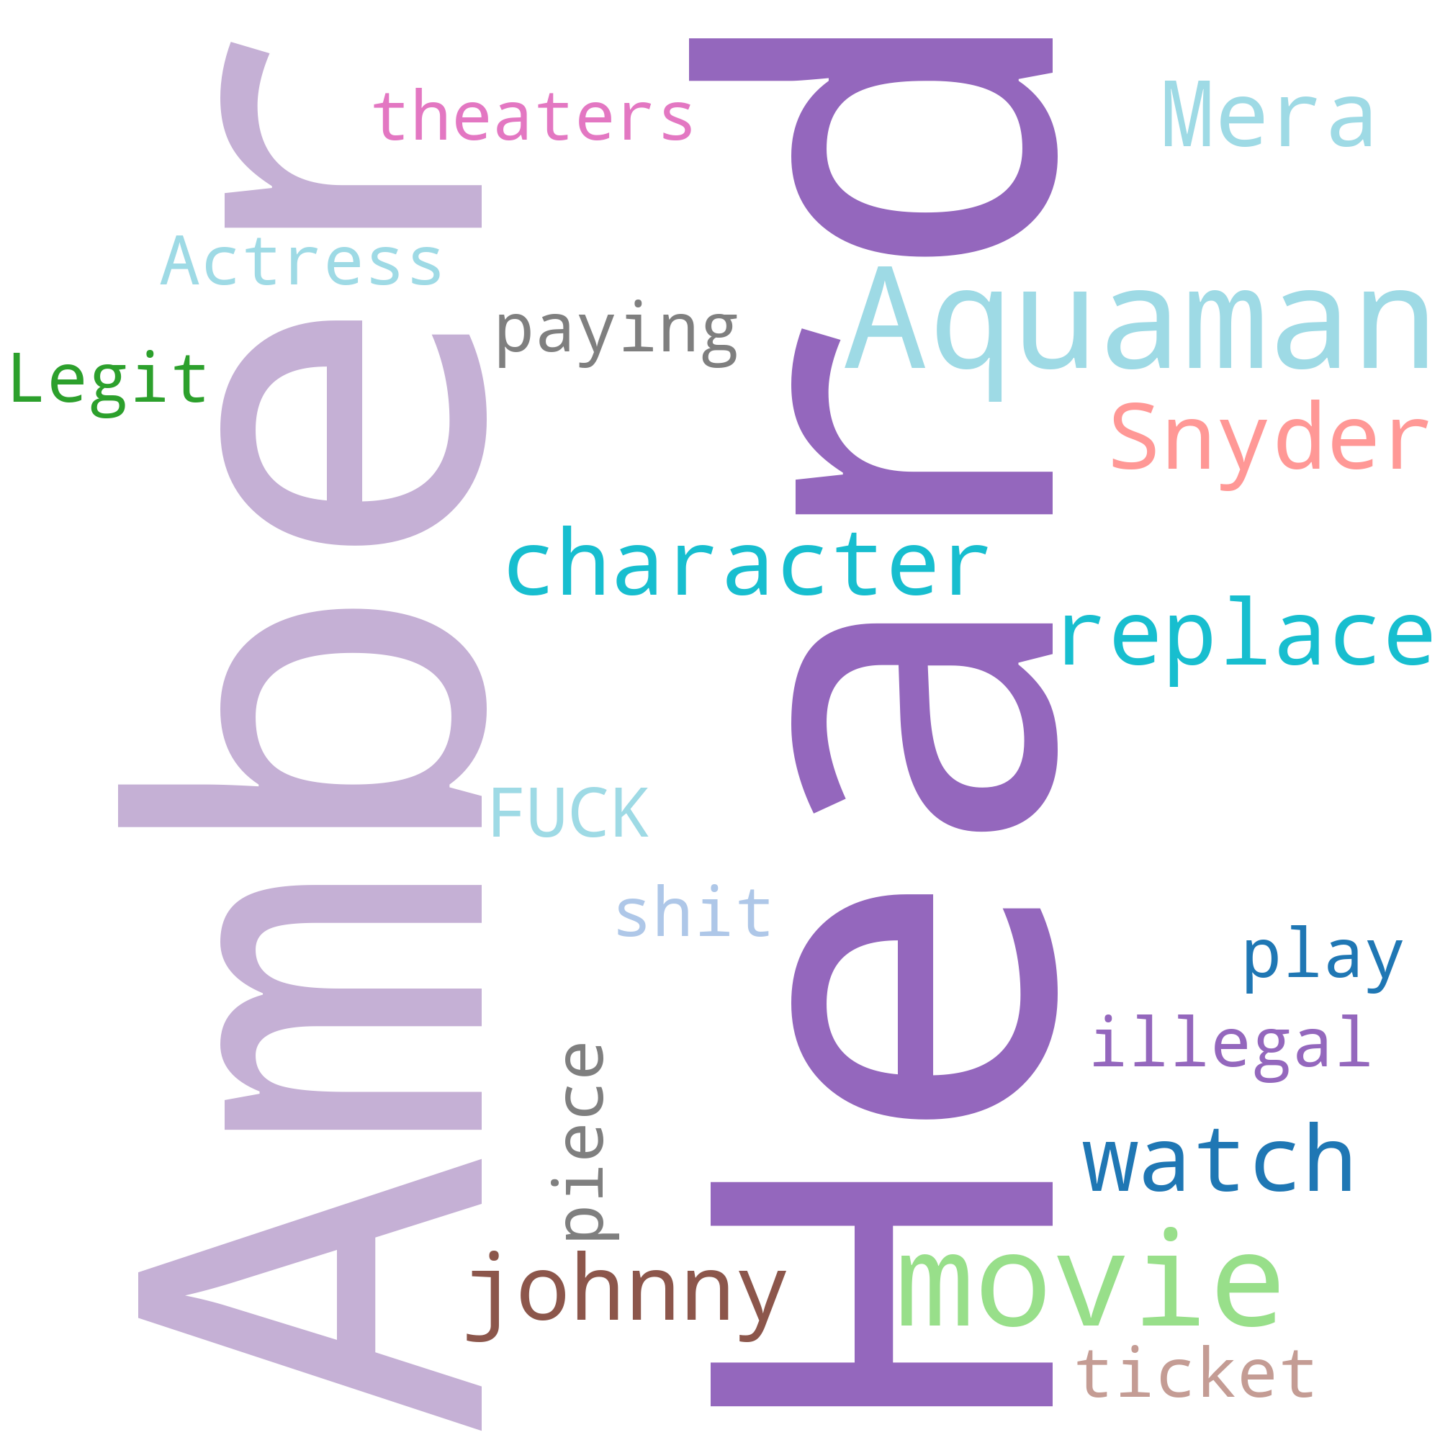 theaters
Mera
Actress
Aquaman
paying
Legit
Snyder
character
replace
Amber
Heard
FUCK
shit
play
illegal
piece
watch
johnny
movie
ticket